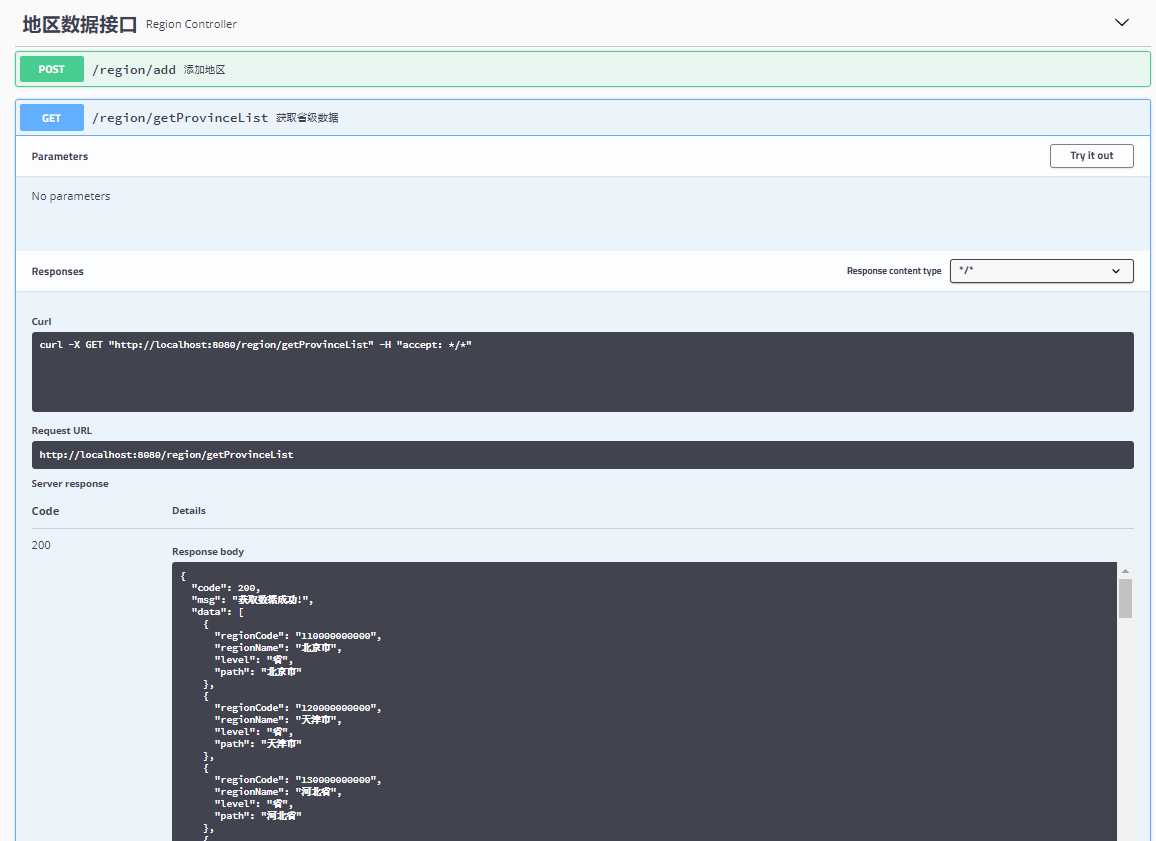 地区数据接口 Region Controller
POST /region/add 添加地区
GET /region/getProvinceList 获取省级数据
Parameters Try it out
No parameters
Responses Response content type */*
Curl
curl -X GET "http://localhost:8080/region/getProvinceList" -H "accept: */*"
Request URL
http://localhost:8080/region/getProvinceList
Server response
Code Details
200
Response body
{
"code": 200,
"msg": "获取数据成功!",
"data": [
{
"regionCode": "110000000000",
"regionName": "北京市",
"level": "省",
"path": "北京市"
},
{
"regionCode": "120000000000",
"regionName": "天津市",
"level": "省",
"path": "天津市"
},
{
"regionCode": "130000000000",
"regionName": "河北省",
"level": "省",
"path": "河北省"
},
{